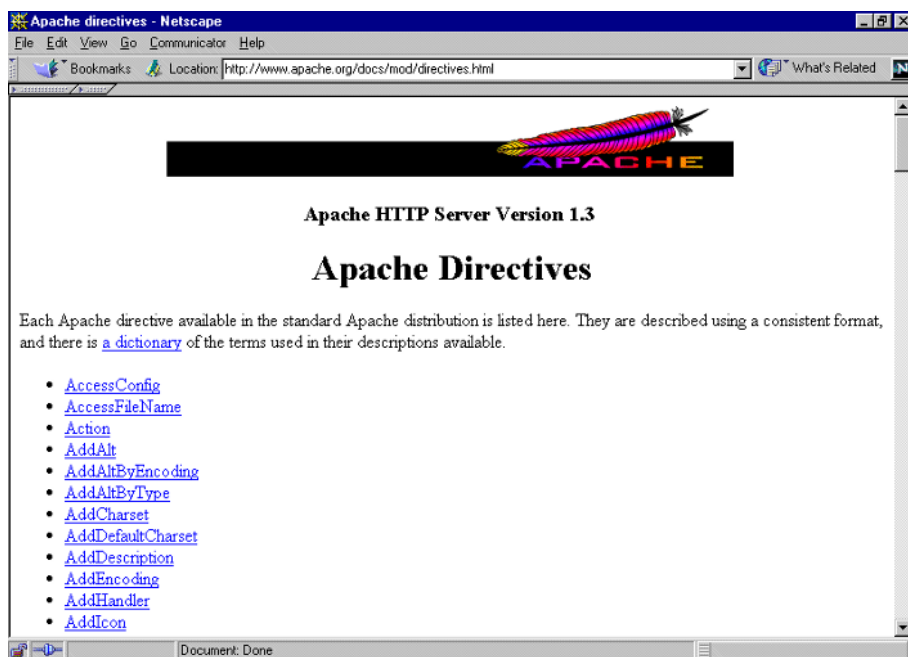 Apache directives - Netscape
File Edit View Go Communicator Help
Bookmarks Location: http://www.apache.org/docs/mod/directives.html What's Related N
APACHE
Apache HTTP Server Version 1.3
Apache Directives
Each Apache directive available in the standard Apache distribution is listed here. They are described using a consistent format,
and there is a dictionary of the terms used in their descriptions available.
• AccessConfig
• AccessFileName
• Action
• AddAlt
• AddAltByEncoding
• AddAltByType
• AddCharset
• AddDefaultCharset
• AddDescription
• AddEncoding
• AddHandler
• AddIcon
Document: Done